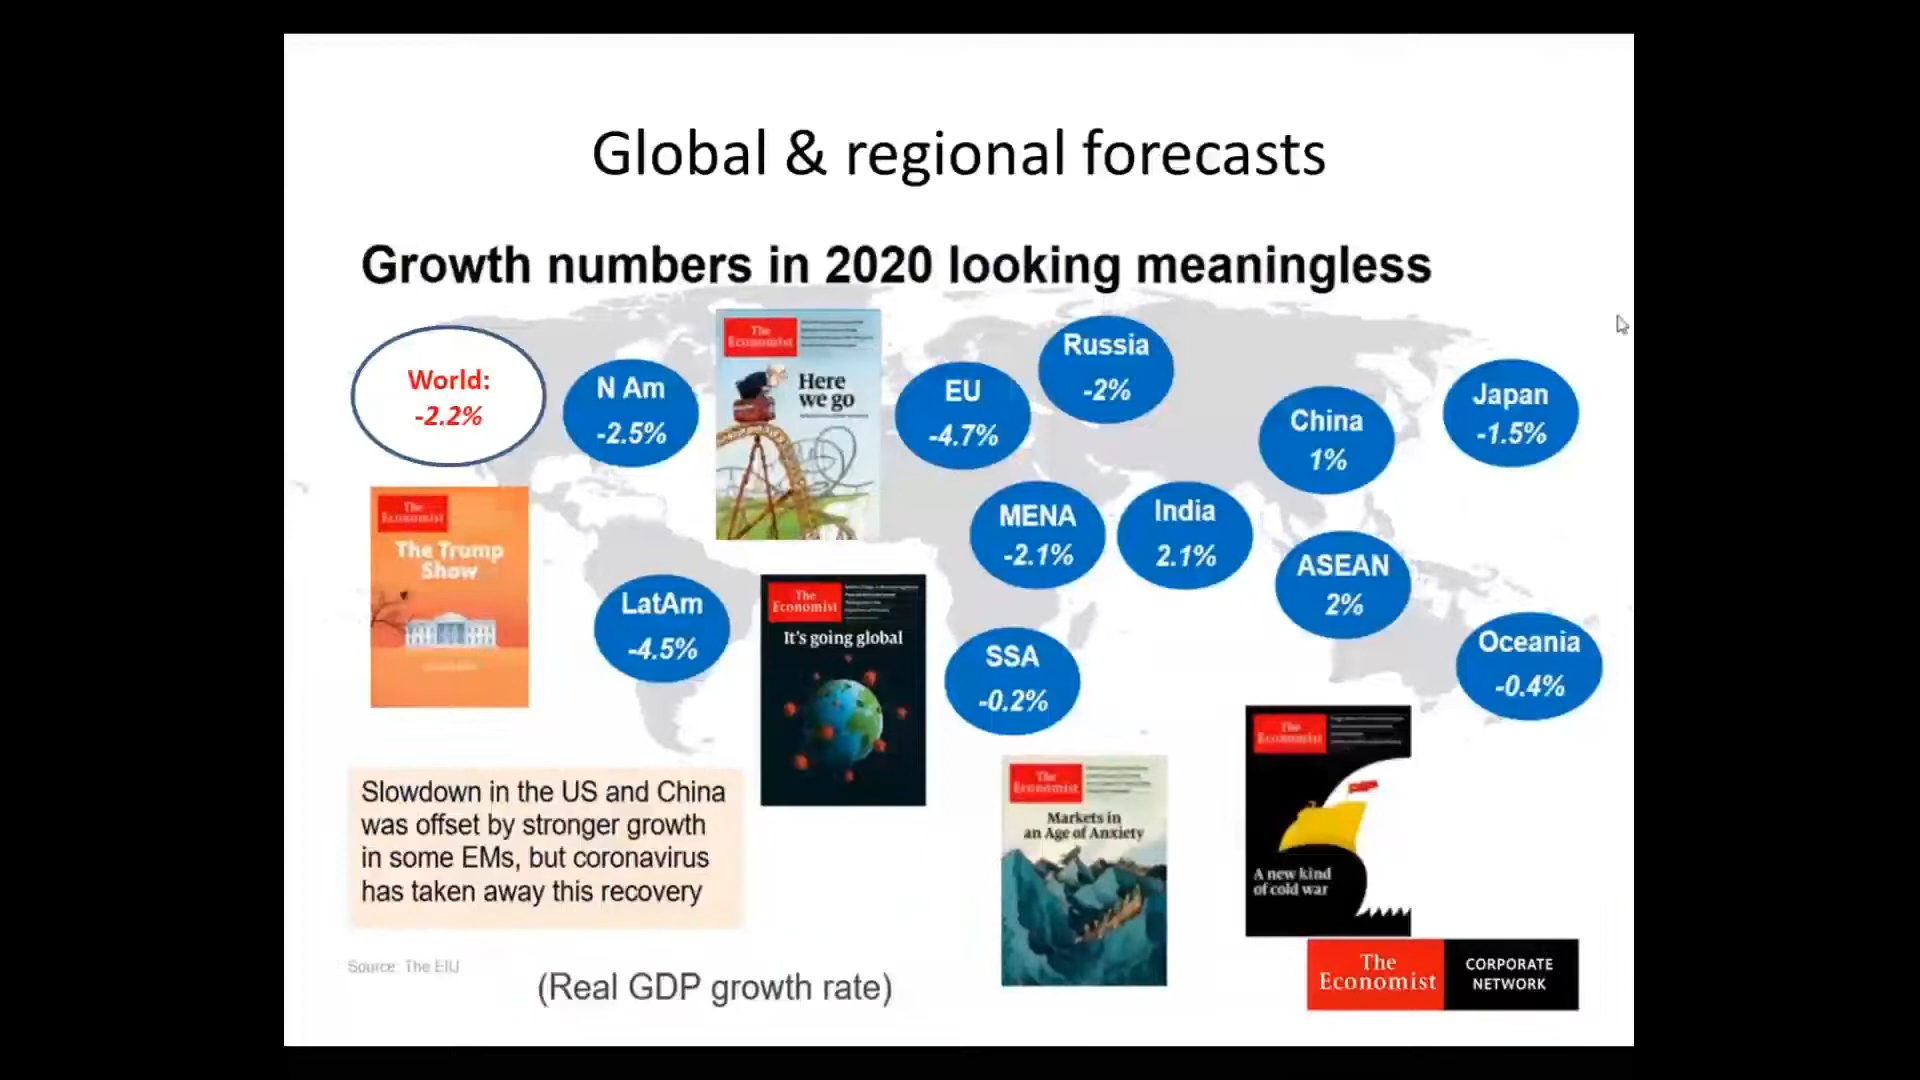 Global & regional forecasts
Growth numbers in 2020 looking meaningless
World:
-2.2%
N Am
-2.5%
The
Economist
Here
we go
EU
-4.7%
Russia
-2%
China
1%
Japan
-1.5%
The
Economist
The Trump
Show
MENA
-2.1%
India
2.1%
ASEAN
2%
LatAm
-4.5%
The
Economist
It's going global
SSA
-0.2%
Oceania
-0.4%
The
Economist
Markets in
an Age of Anxiety
The
Economist
A new kind
of cold war
Slowdown in the US and China
was offset by stronger growth
in some EMs, but coronavirus
has taken away this recovery
Source: The EIU
(Real GDP growth rate)
The
Economist
CORPORATE
NETWORK